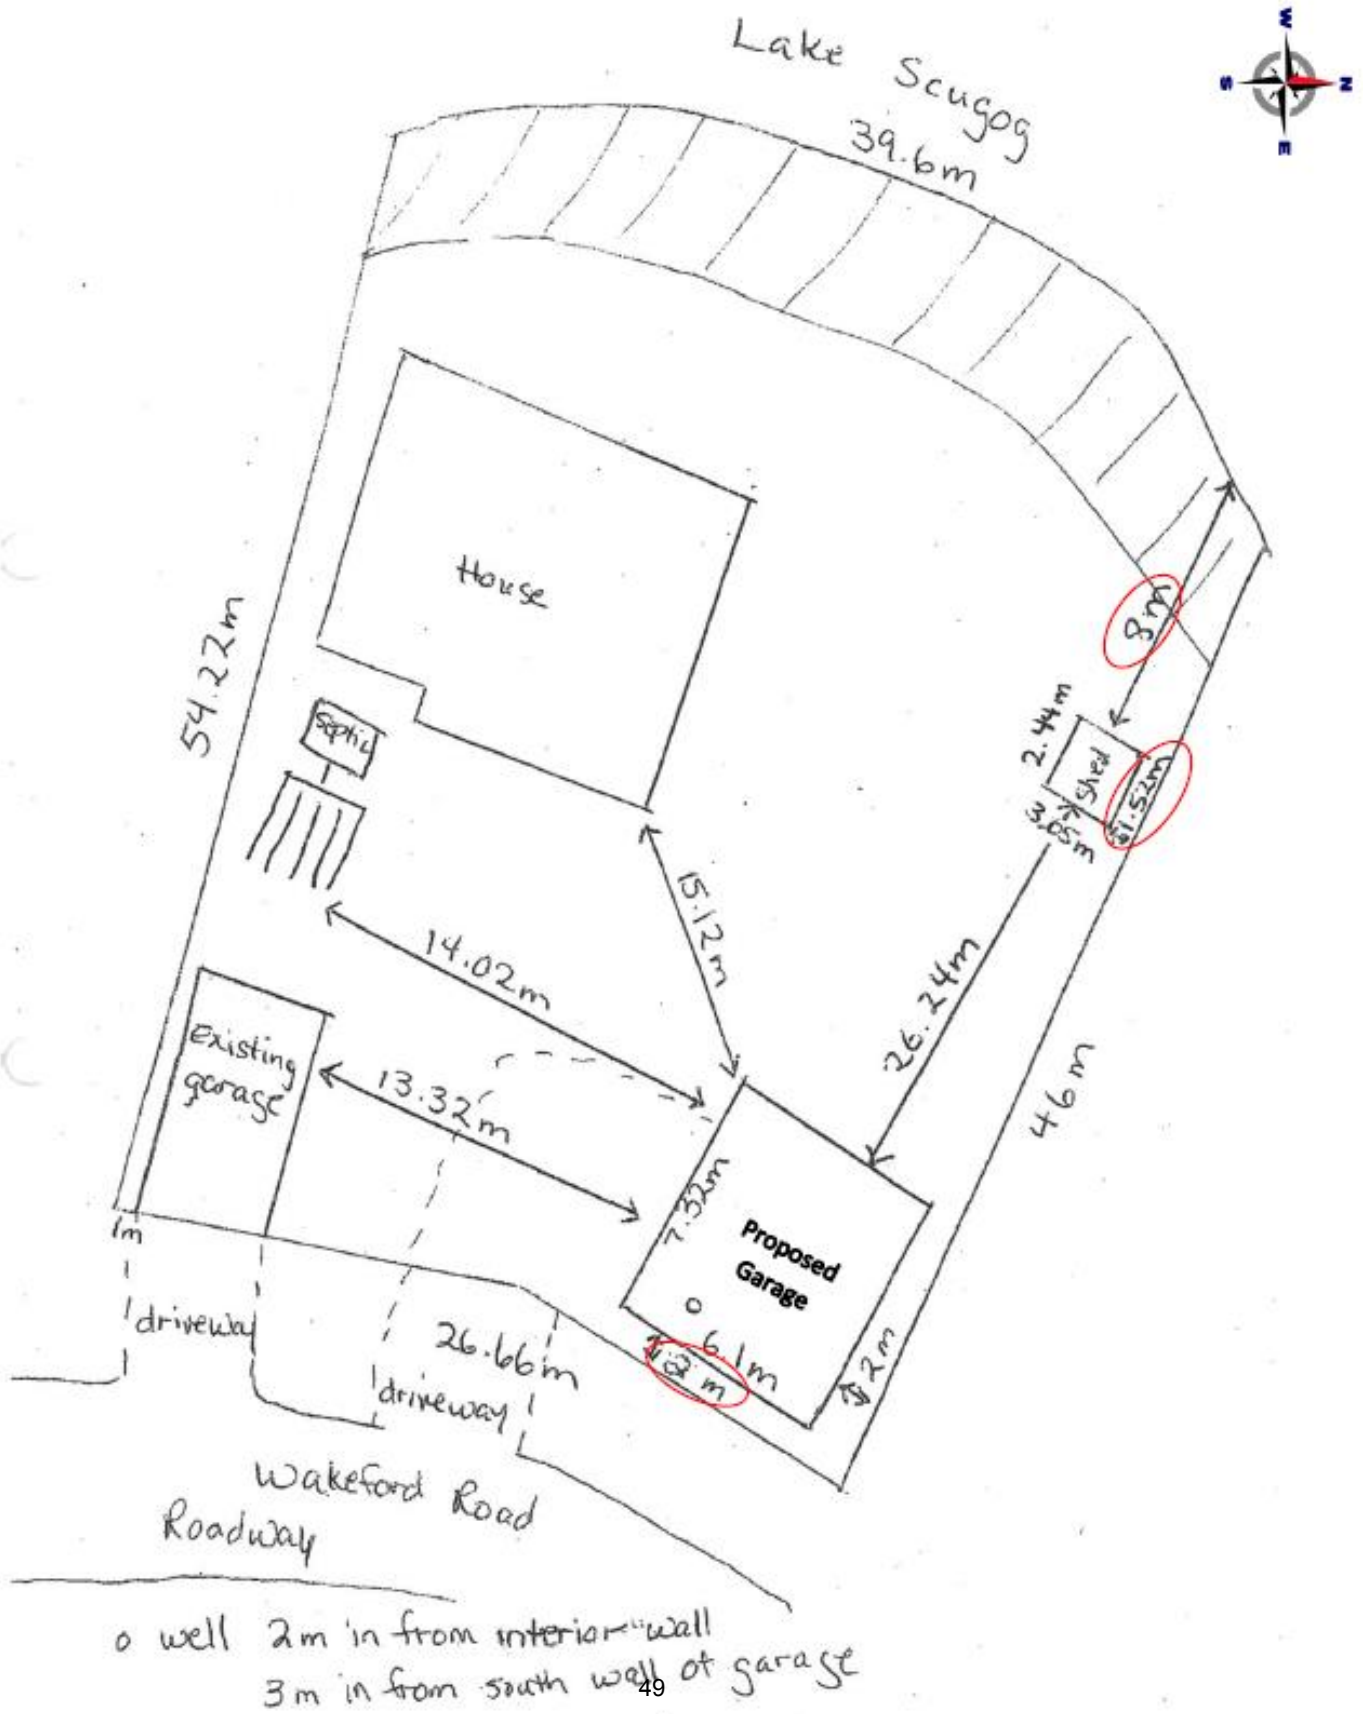 Lake Scugog
W
S
N
E
39.6m
House
8m
54.22m
2.44m
Septic
Shed
1.52m
3.05m
15.12m
14.02m
26.24m
Existing
garage
13.32m
46m
7.32m
Proposed
Garage
1m
driveway
26.66m
6.1m
2m
2 m
driveway
Wakeford Road
Roadway
o well 2m in from interior wall
3m in from south wall of garage
49